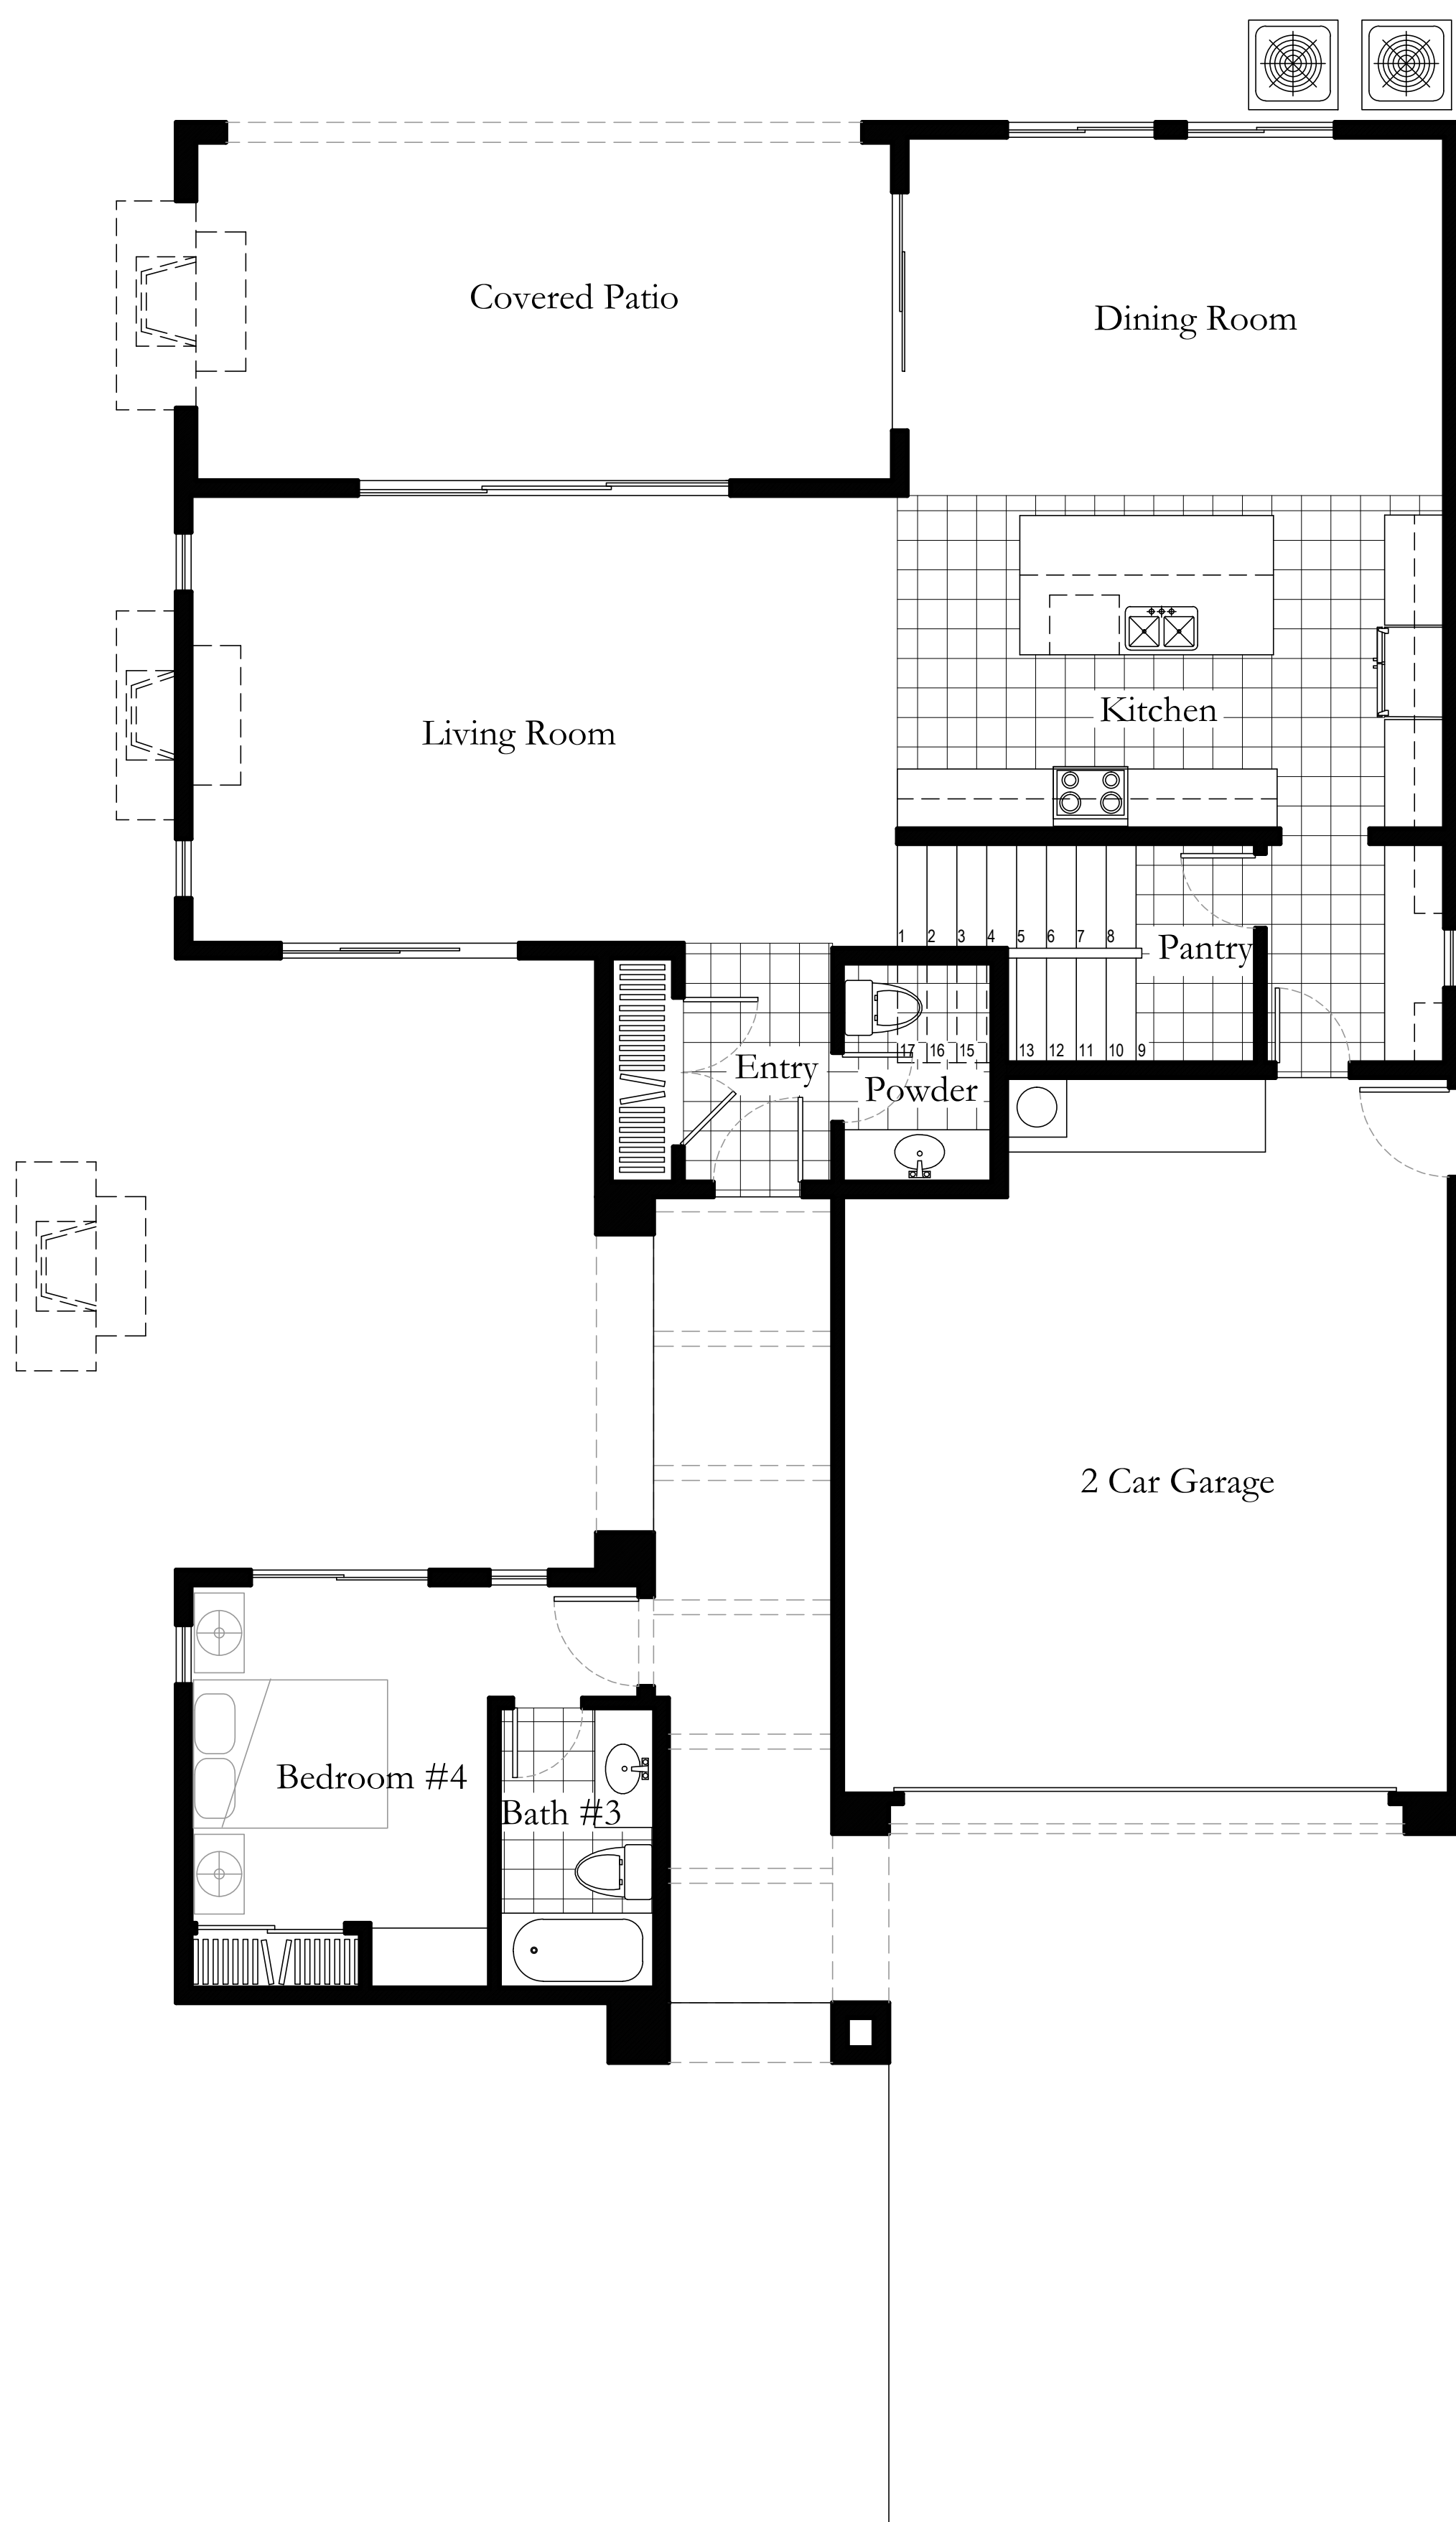 Covered Patio
Dining Room
Living Room
Kitchen
1 2 3 4 5 6 7 8
Pantry
17 16 15 13 12 11 10 9
Entry
Powder
2 Car Garage
Bedroom #4
Bath #3